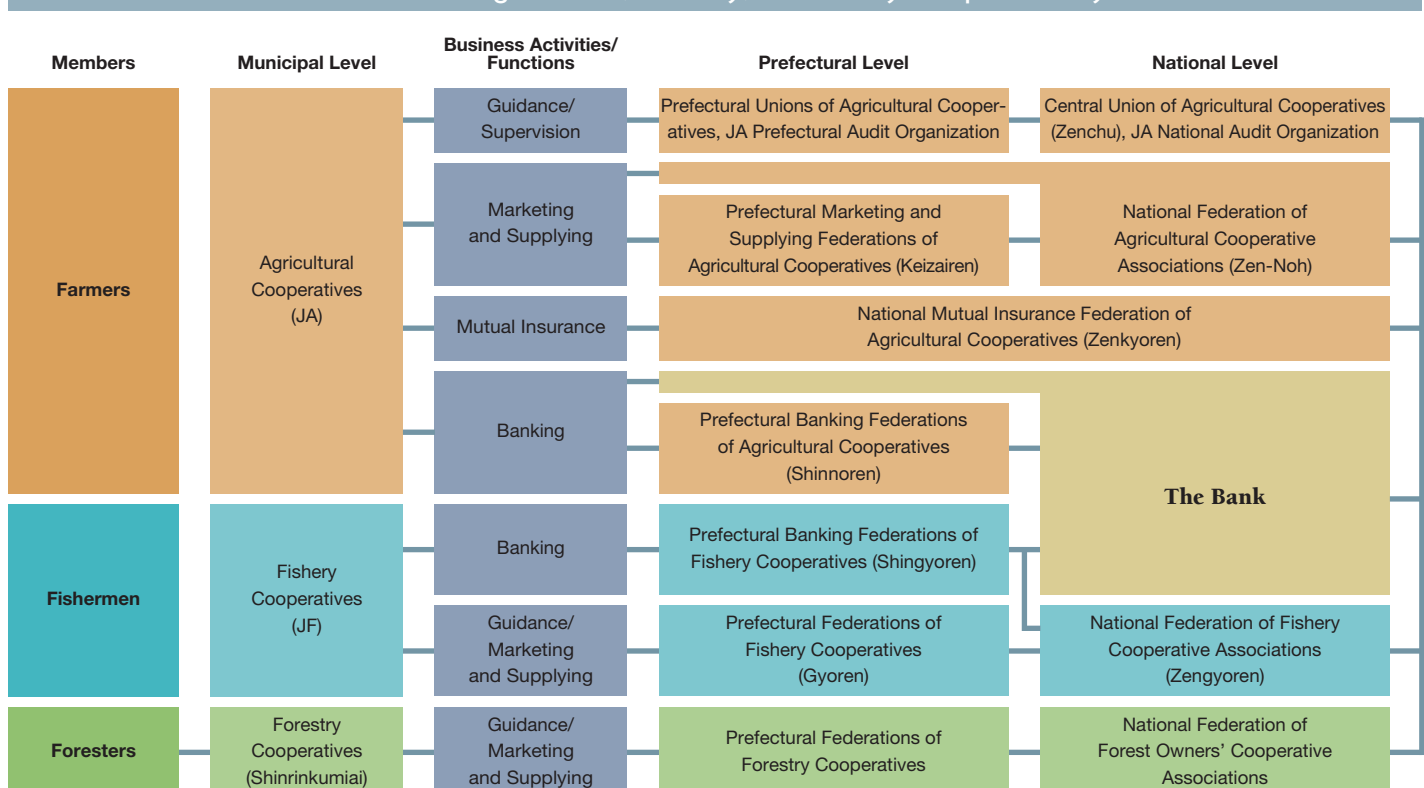 Members
Municipal Level
Business Activities/
Functions
Prefectural Level
National Level
Farmers
Agricultural
Cooperatives
(JA)
Guidance/
Supervision
Prefectural Unions of Agricultural Cooper-
atives, JA Prefectural Audit Organization
Central Union of Agricultural Cooperatives
(Zenchu), JA National Audit Organization
Marketing
and Supplying
Prefectural Marketing and
Supplying Federations of
Agricultural Cooperatives (Keizairen)
National Federation of
Agricultural Cooperative
Associations (Zen-Noh)
Mutual Insurance
National Mutual Insurance Federation of
Agricultural Cooperatives (Zenkyoren)
Banking
Prefectural Banking Federations
of Agricultural Cooperatives
(Shinnoren)
The Bank
Fishermen
Fishery
Cooperatives
(JF)
Banking
Prefectural Banking Federations of
Fishery Cooperatives (Shingyoren)
Guidance/
Marketing
and Supplying
Prefectural Federations of
Fishery Cooperatives
(Gyoren)
National Federation of Fishery
Cooperative Associations
(Zengyoren)
Foresters
Forestry
Cooperatives
(Shinrinkumiai)
Guidance/
Marketing
and Supplying
Prefectural Federations of
Forestry Cooperatives
National Federation of
Forest Owners' Cooperative
Associations